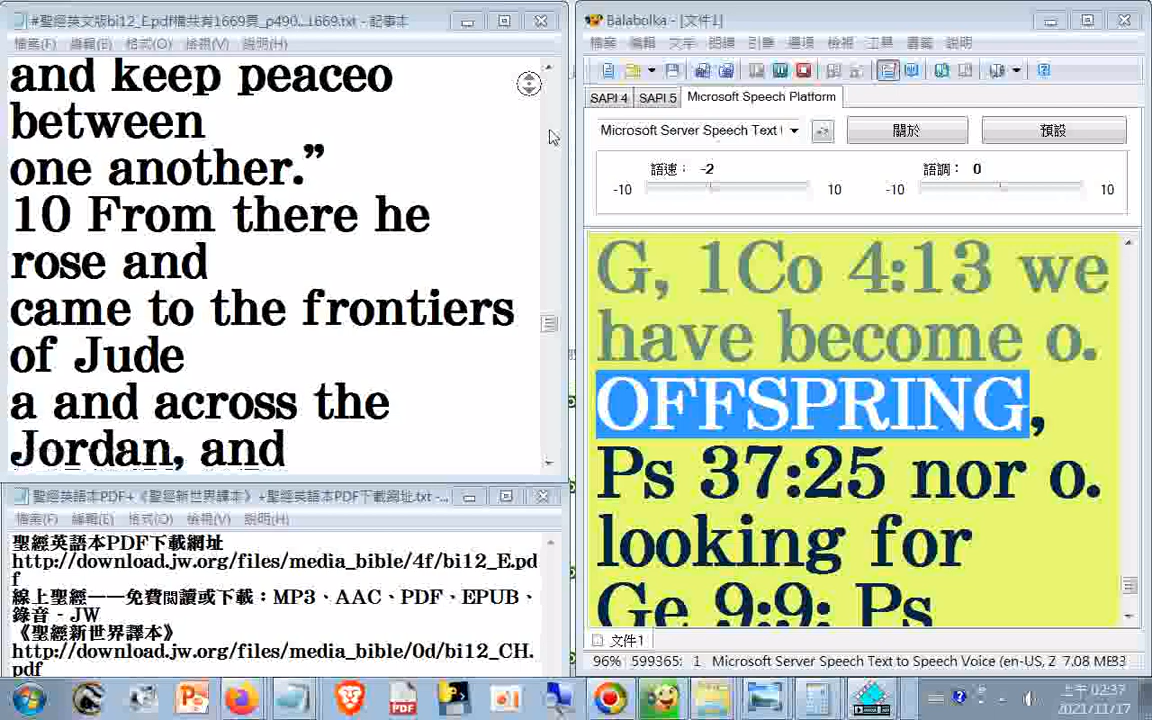 #聖經英文版bi12_E.pdf檔共有1669頁_p490...1669.txt - 記事本
檔案(F) 編輯(E) 格式(O) 檢視(V) 說明(H)
and keep peaceo
between
one another.”
10 From there he
rose and
came to the frontiers
of Jude
a and across the
Jordan, and
聖經英語本PDF+《聖經新世界譯本》+聖經英語本PDF下載網址.txt - ...
檔案(F) 編輯(E) 格式(O) 檢視(V) 說明(H)
聖經英語本PDF下載網址
http://download.jw.org/files/media_bible/4f/bi12_E.pd
f
線上聖經——免費閱讀或下載：MP3、AAC、PDF、EPUB、
錄音 - JW
《聖經新世界譯本》
http://download.jw.org/files/media_bible/0d/bi12_CH.
pdf
Balabolka - [文件1]
檔案 編輯 文字 朗讀 引擎 選項 檢視 工具 書籤 說明
SAPI 4 SAPI 5 Microsoft Speech Platform
Microsoft Server Speech Text 關於 預設
語速： -2 語調： 0
-10 10 -10 10
G, 1Co 4:13 we
have become o.
OFFSPRING,
Ps 37:25 nor o.
looking for
Ge 9:9; Ps
文件1
96% 599365: 1 Microsoft Server Speech Text to Speech Voice (en-US, Z 7.08 MB
PDF
上午 02:37
2021/11/17